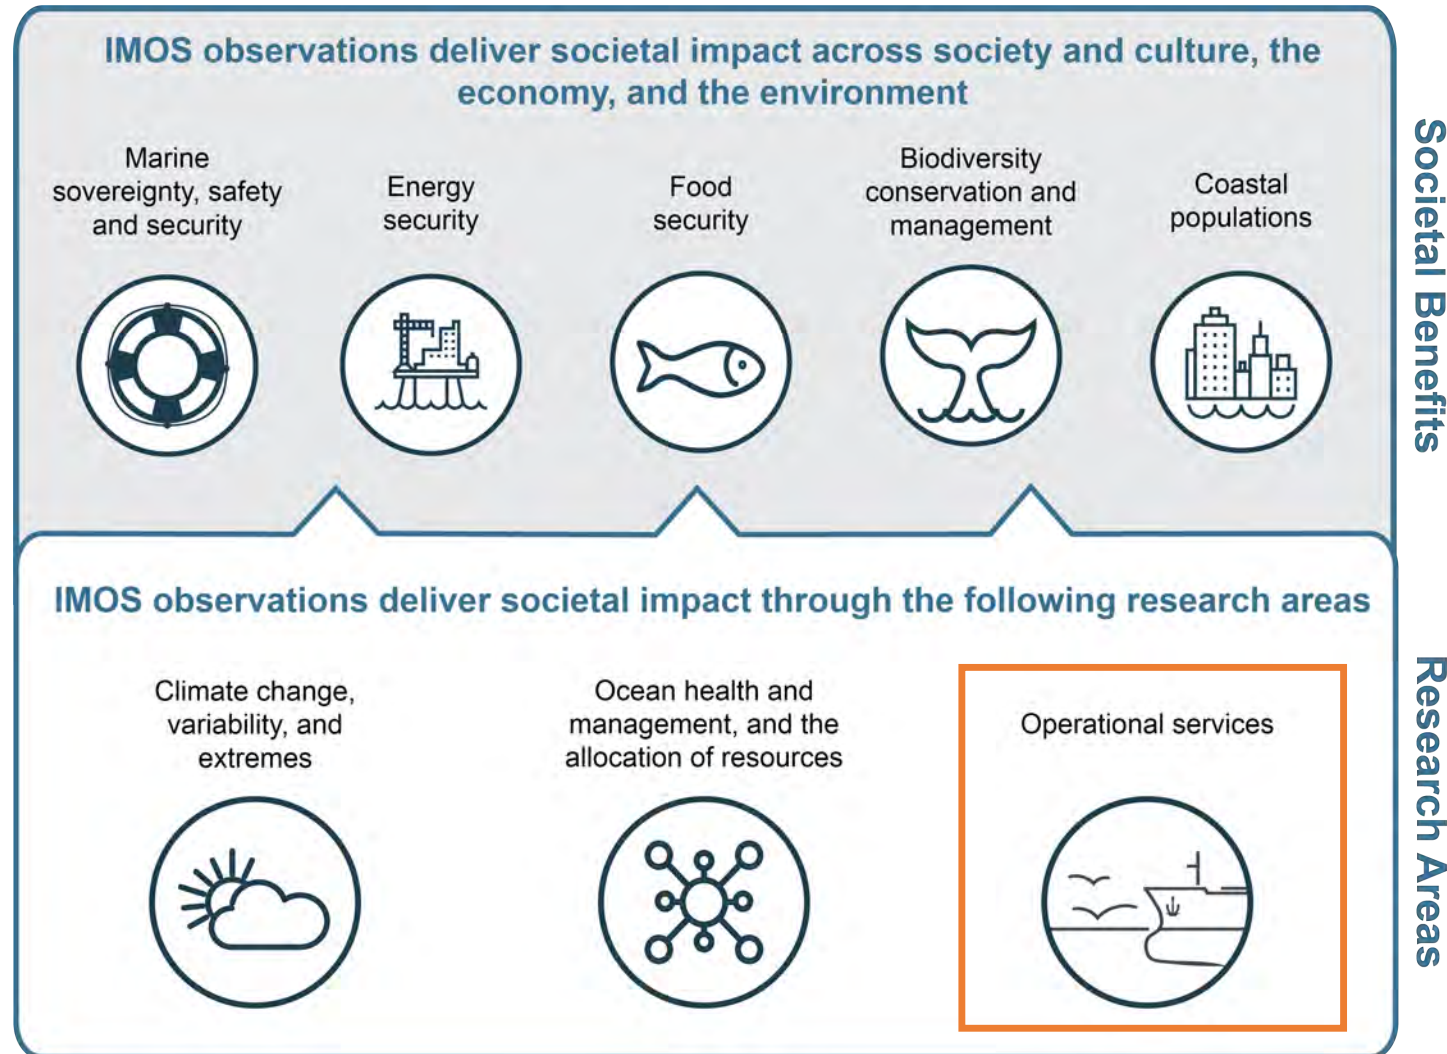 IMOS observations deliver societal impact across society and culture, the
economy, and the environment
Marine
sovereignty, safety
and security
Energy
security
Food
security
Biodiversity
conservation and
management
Coastal
populations
Societal Benefits
IMOS observations deliver societal impact through the following research areas
Climate change,
variability, and
extremes
Ocean health and
management, and the
allocation of resources
Operational services
Research Areas